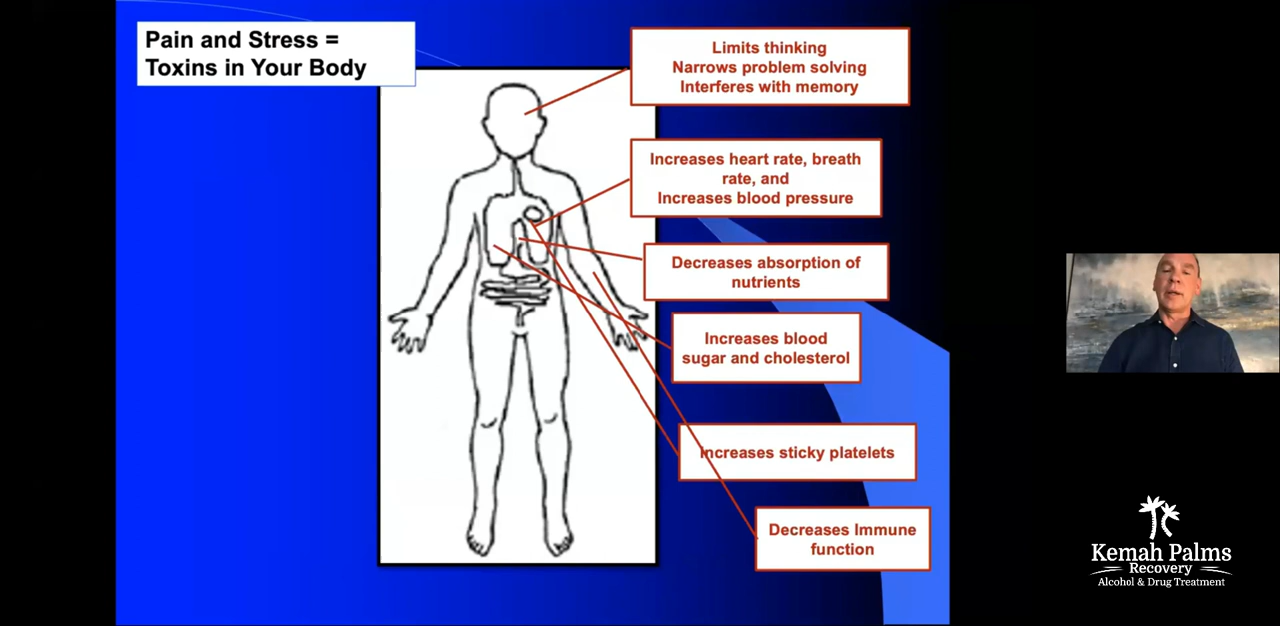 Pain and Stress =
Toxins in Your Body
Limits thinking
Narrows problem solving
Interferes with memory
Increases heart rate, breath
rate, and
Increases blood pressure
Decreases absorption of
nutrients
Increases blood
sugar and cholesterol
Increases sticky platelets
Decreases Immune
function
Kemah Palms
Recovery
Alcohol & Drug Treatment